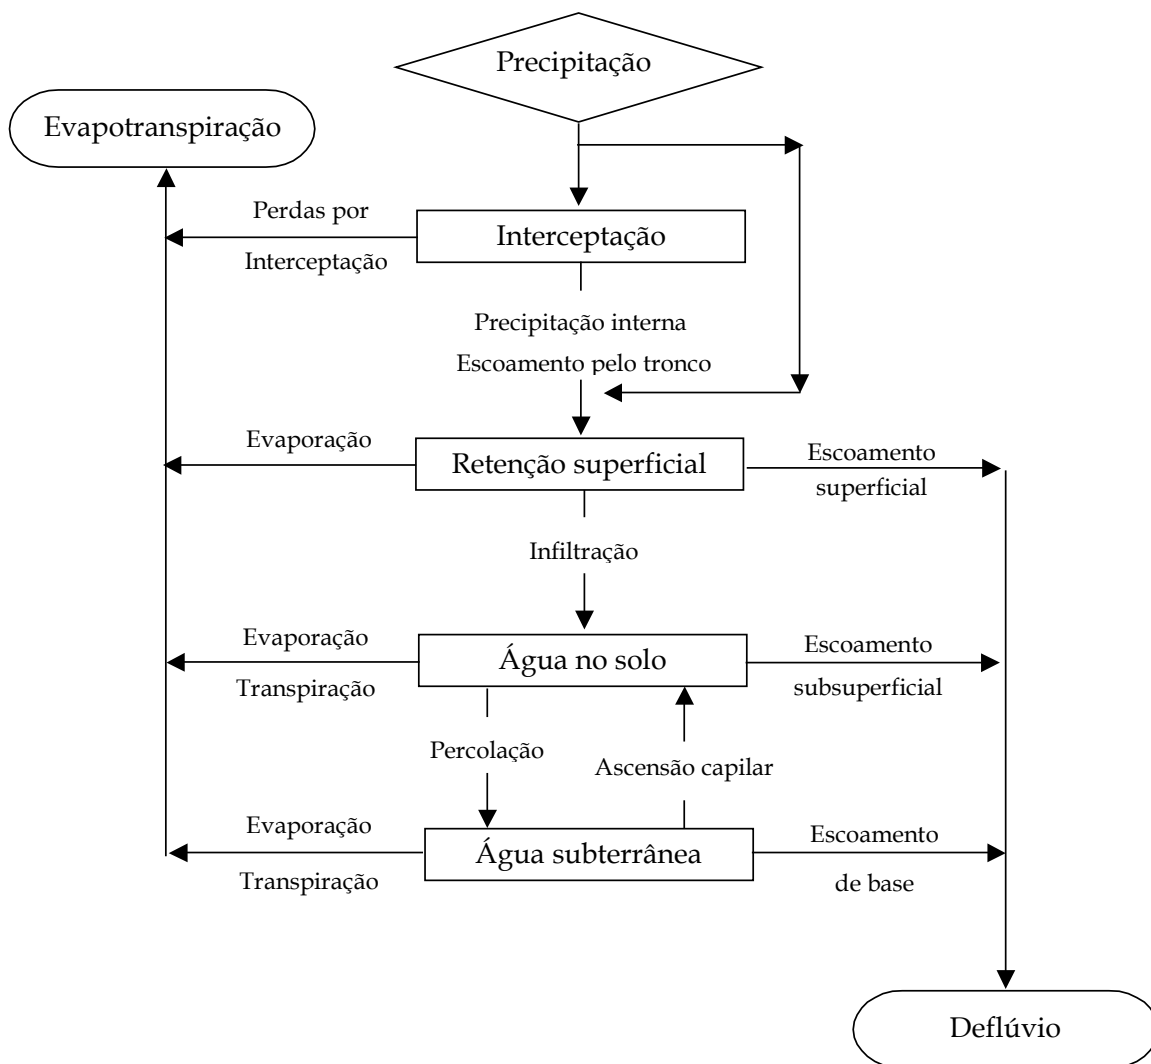 Precipitação
Evapotranspiração
Perdas por
Interceptação
Interceptação
Precipitação interna
Escoamento pelo tronco
Evaporação
Retenção superficial
Escoamento
superficial
Infiltração
Evaporação
Transpiração
Água no solo
Escoamento
subsuperficial
Percolação
Ascensão capilar
Evaporação
Transpiração
Água subterrânea
Escoamento
de base
Deflúvio